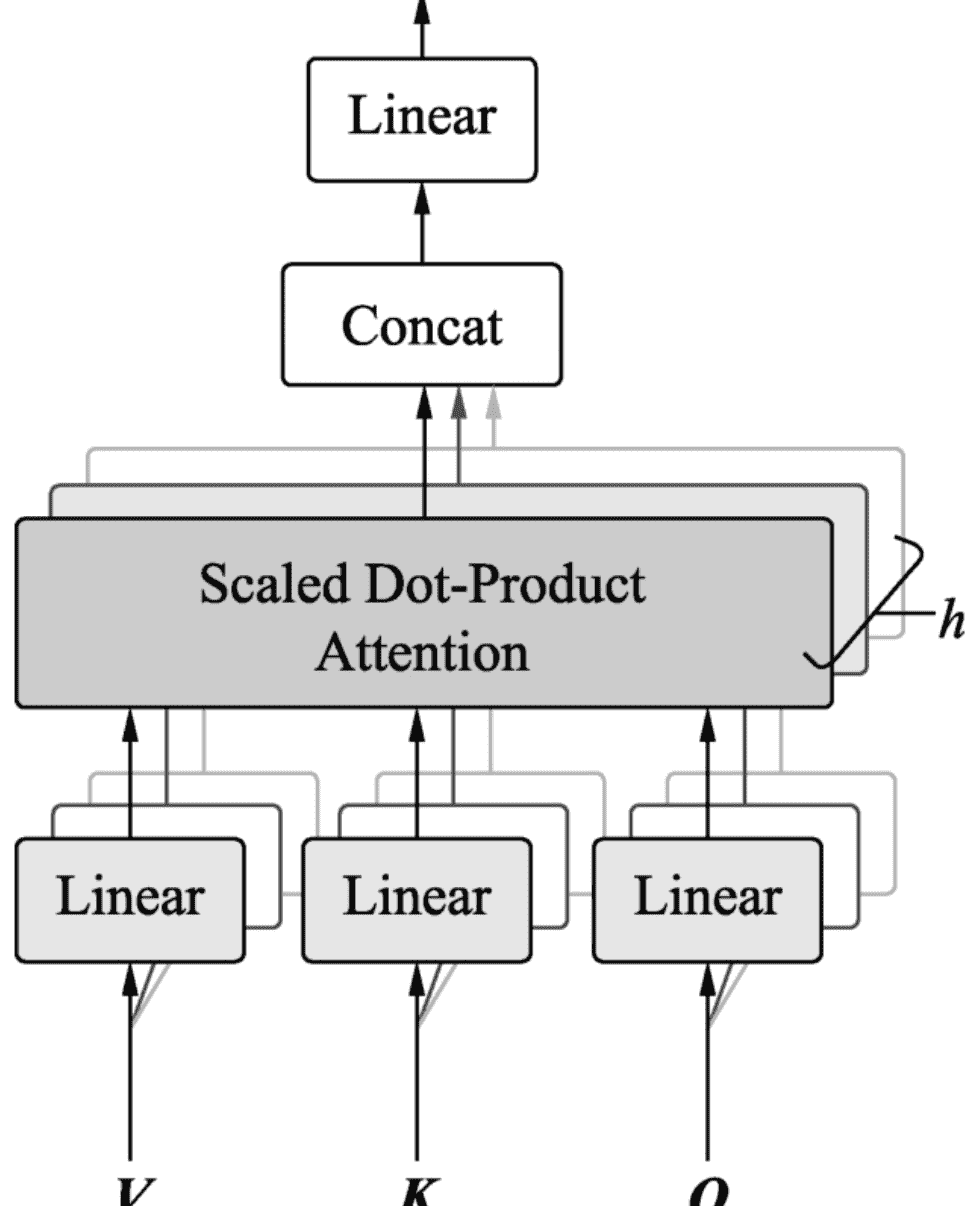 Linear
Concat
Scaled Dot-Product
Attention
h
Linear Linear Linear
V K Q